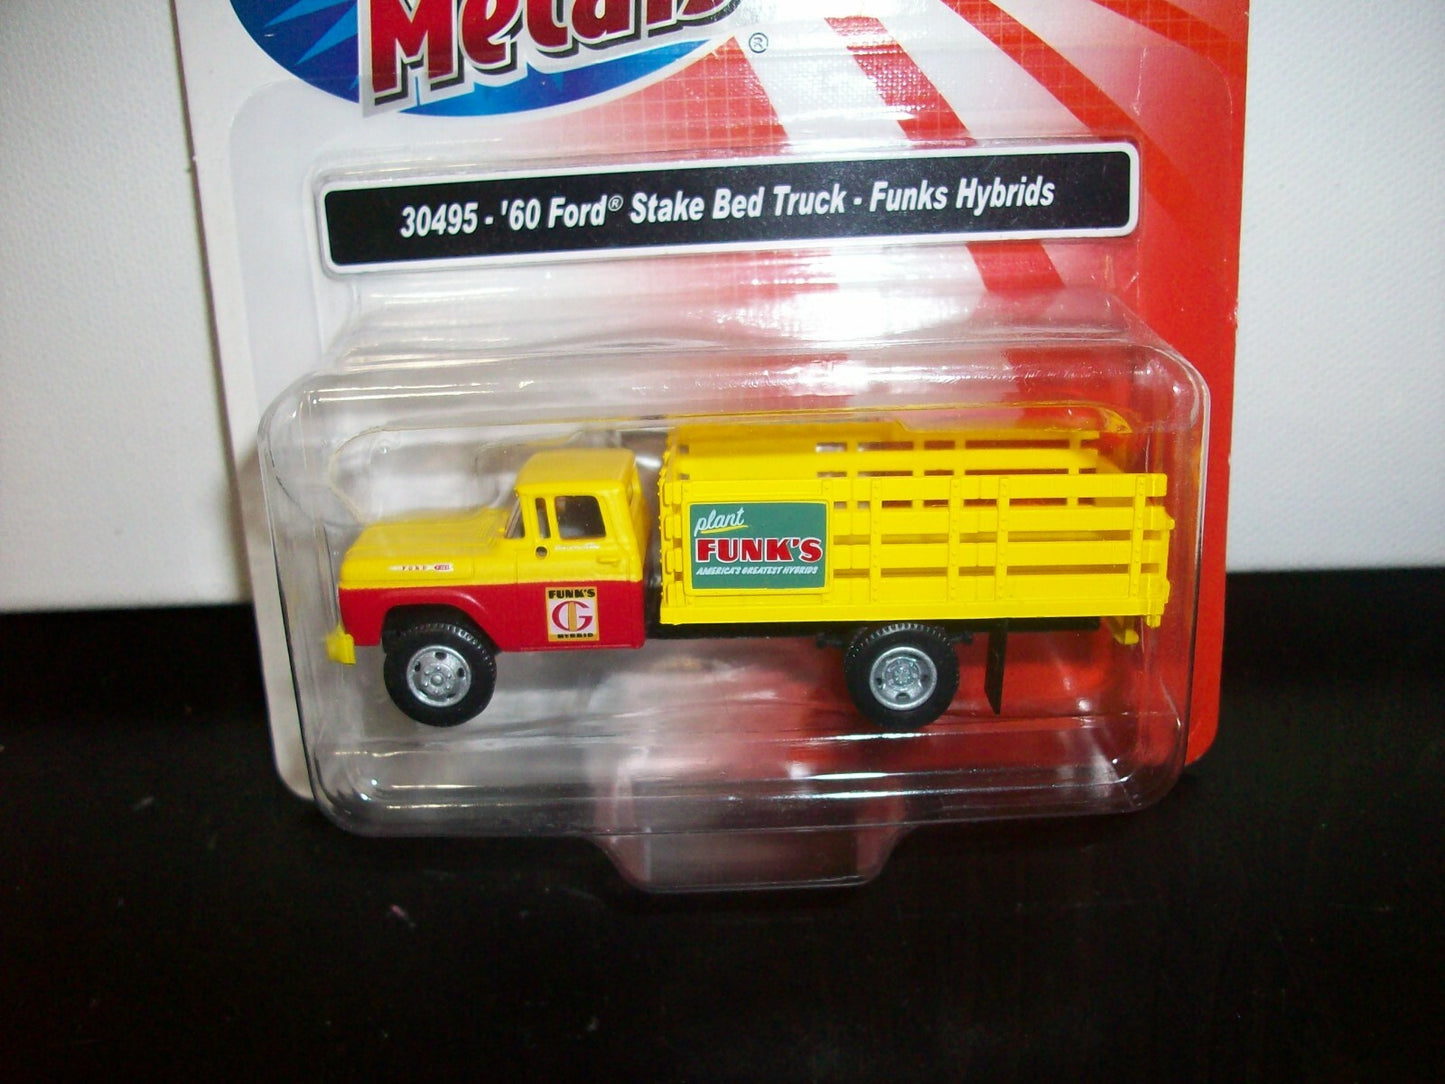 Metals
®
30495 - '60 Ford® Stake Bed Truck - Funks Hybrids
plant
FUNK'S
AMERICA'S GREATEST HYBRIDS
FORD
FUNK'S
G
HYBRID